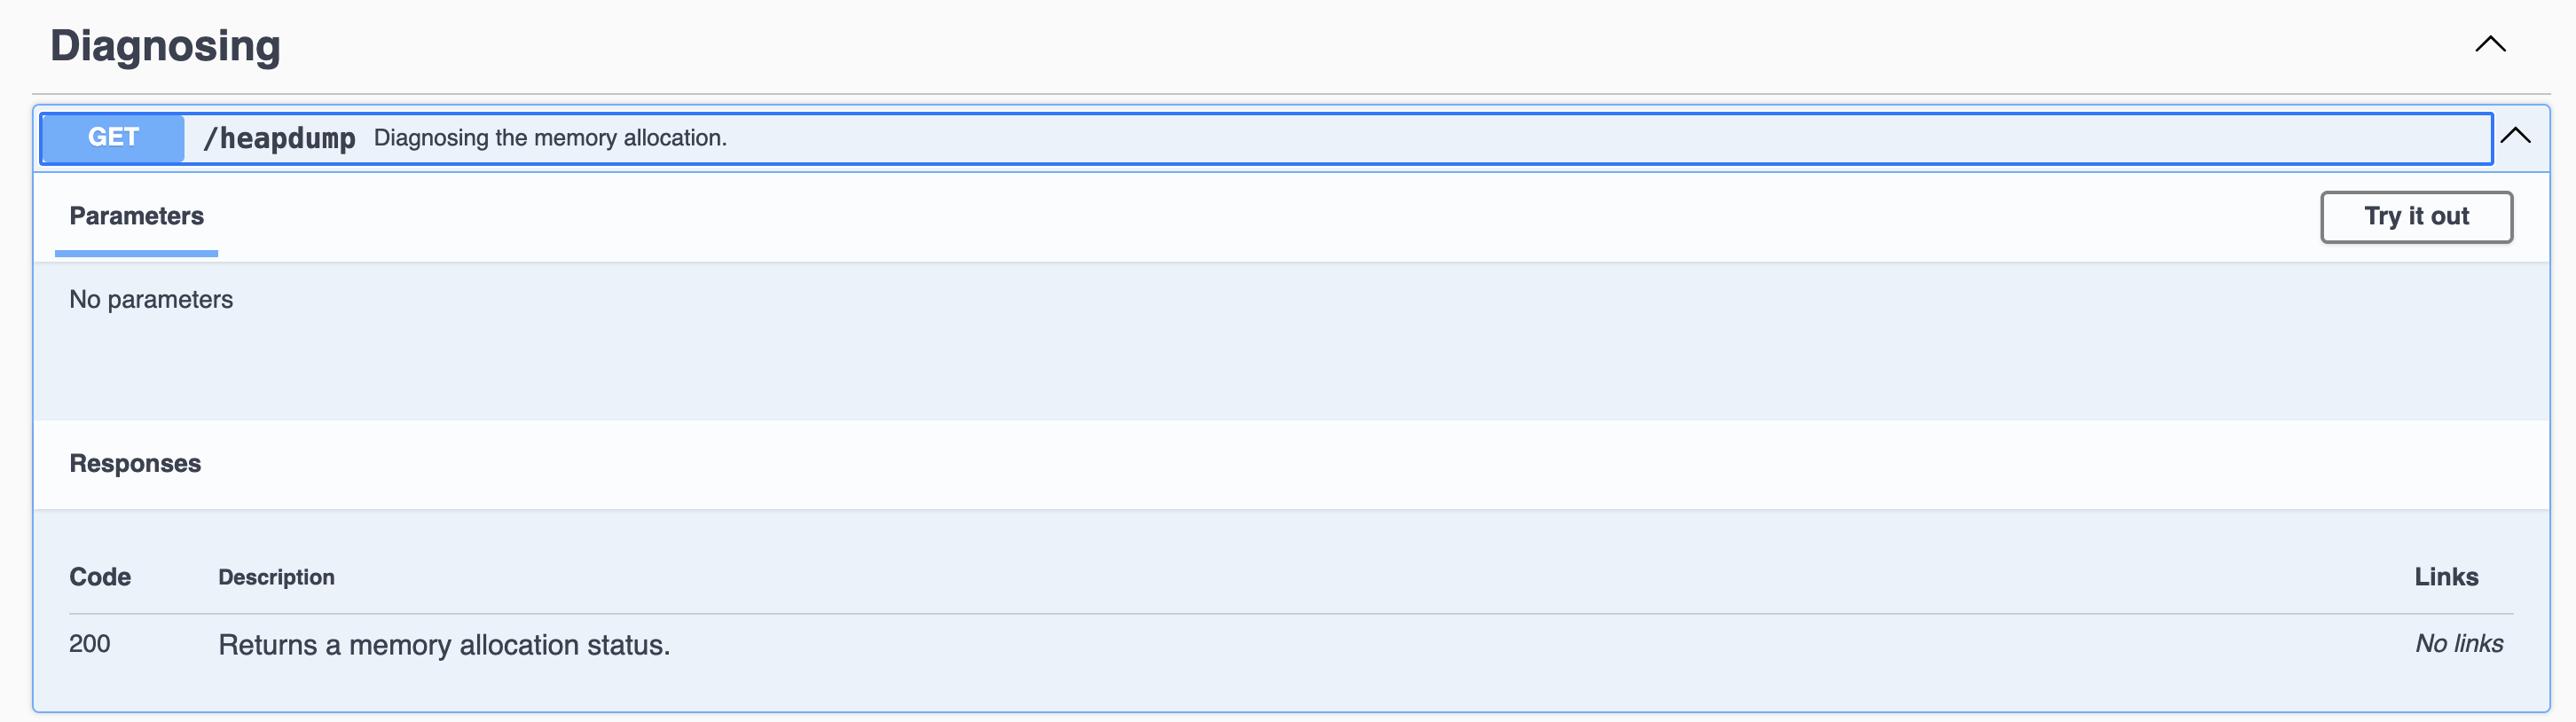 Diagnosing
GET /heapdump Diagnosing the memory allocation.
Parameters
Try it out
No parameters
Responses
Code Description Links
200 Returns a memory allocation status. No links